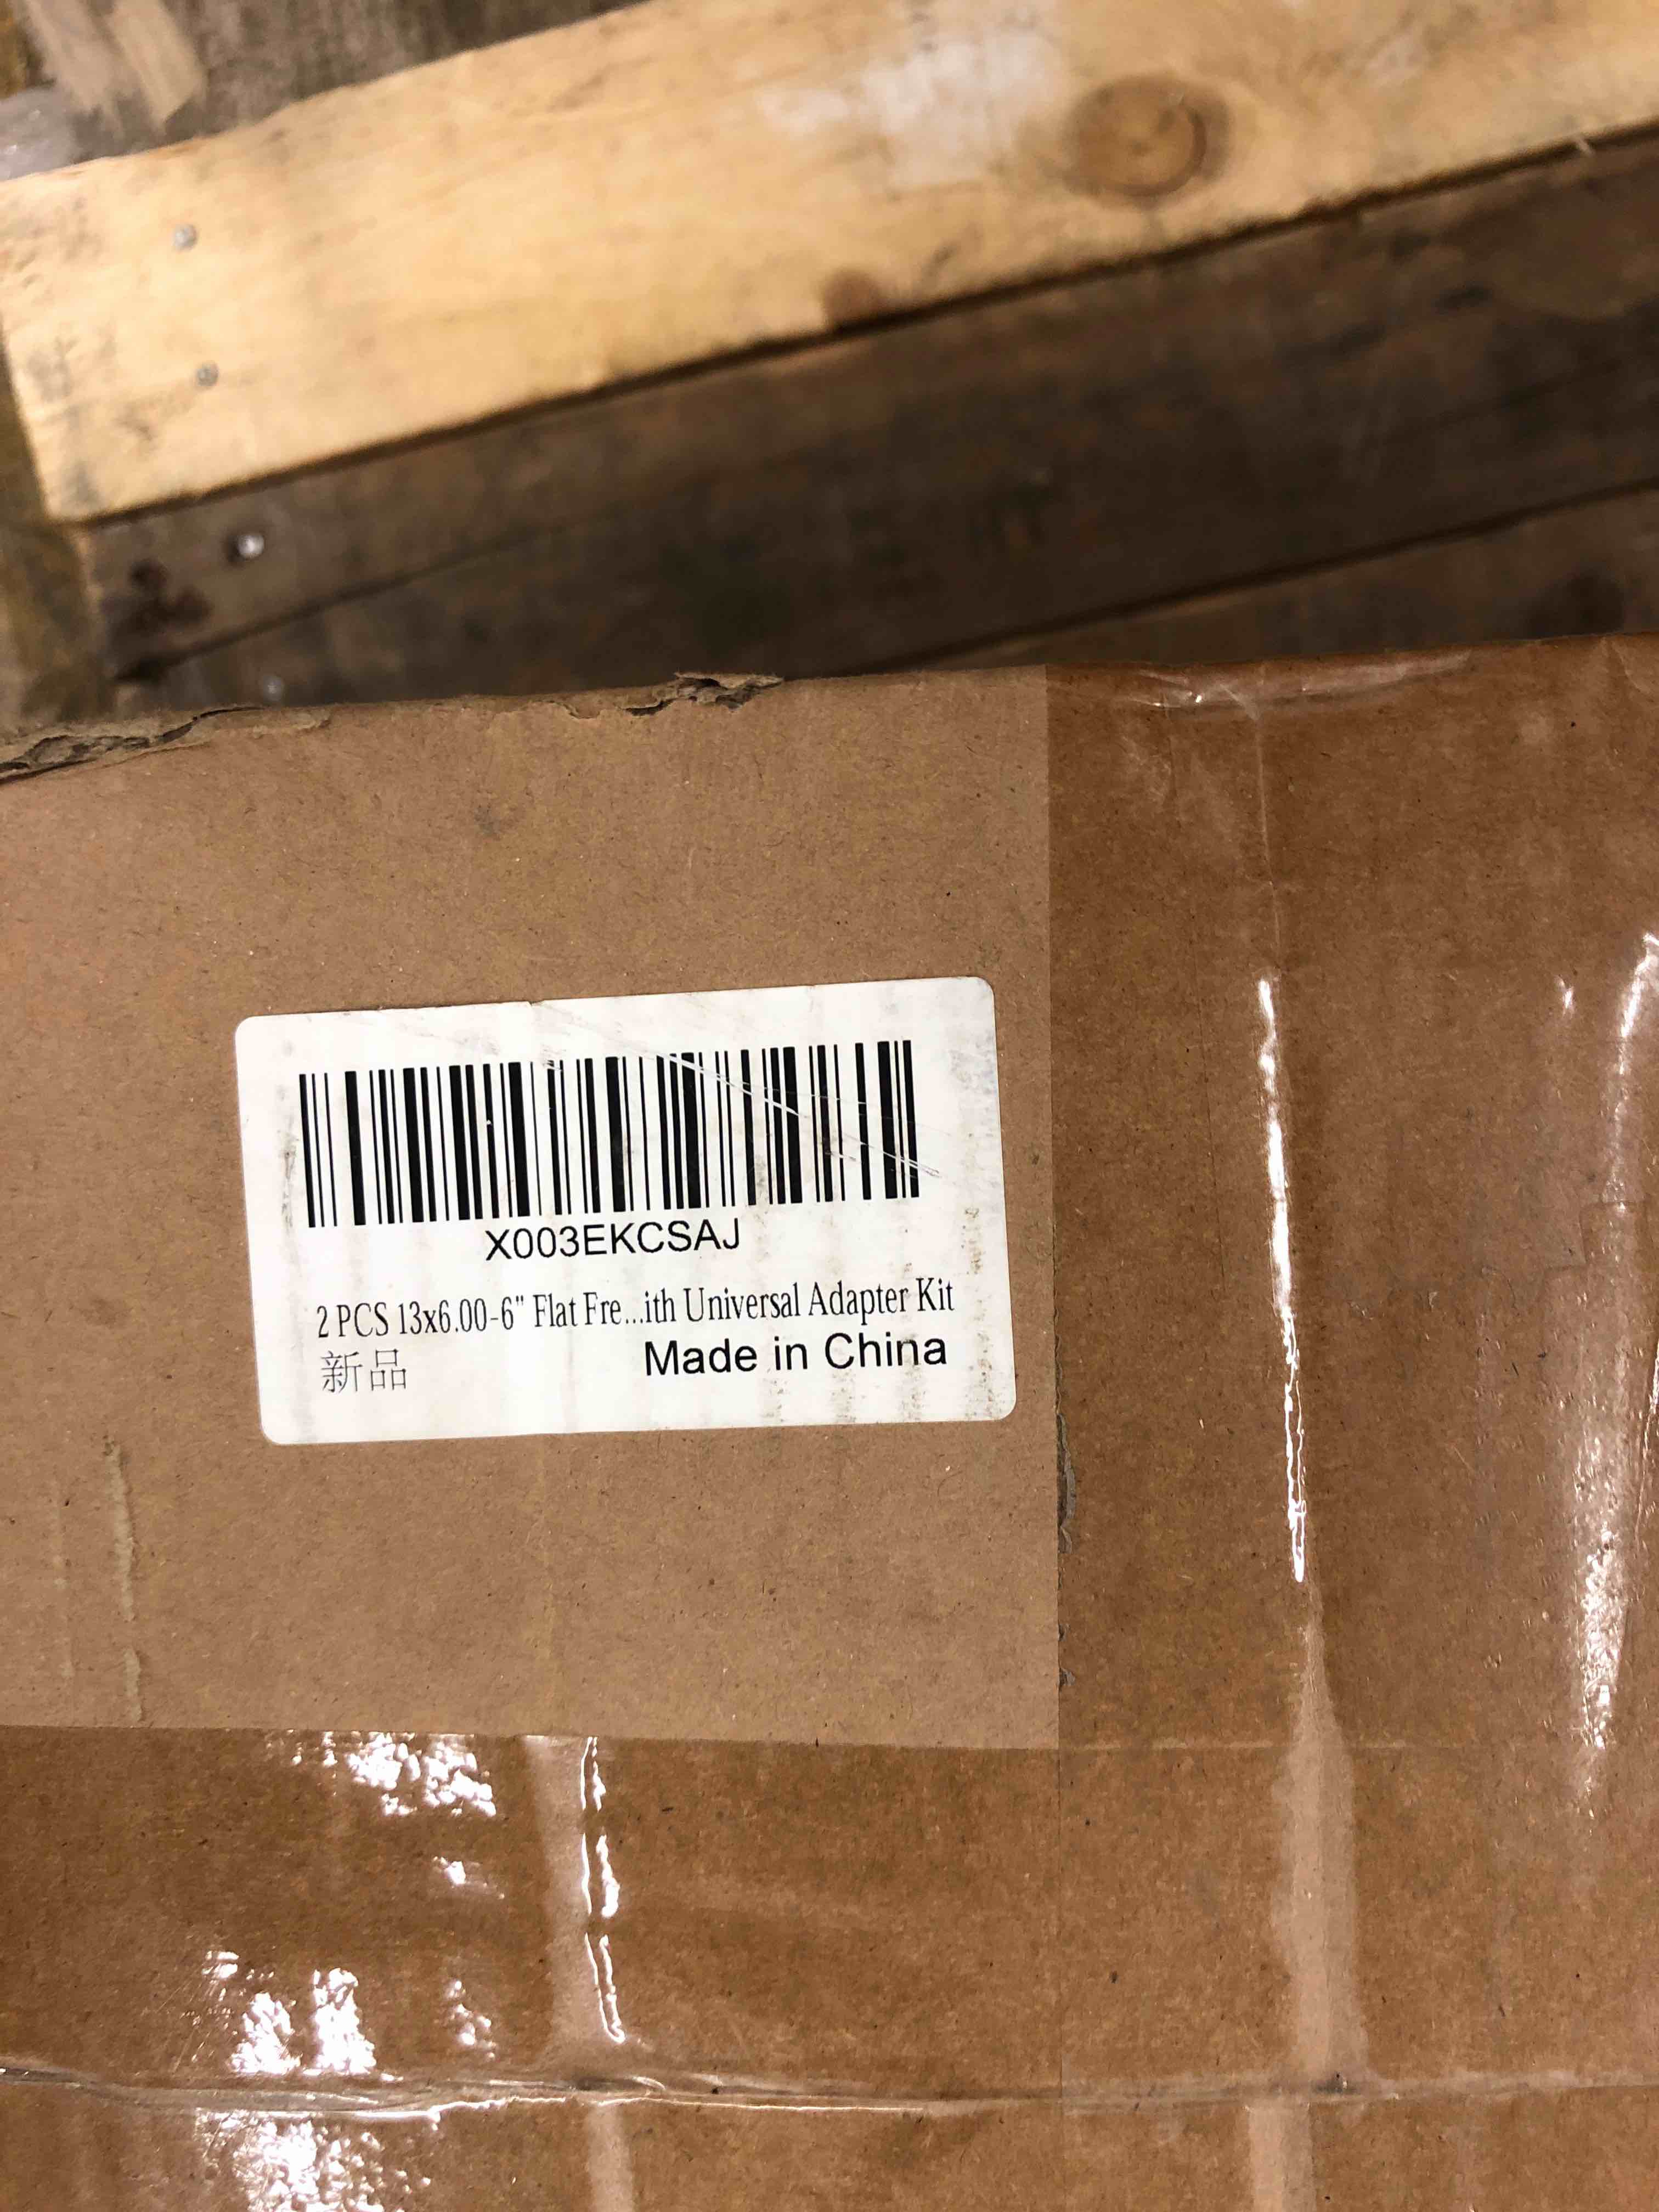 X003EKCSAJ
2 PCS 13x6.00-6" Flat Fre...ith Universal Adapter Kit
新品 Made in China